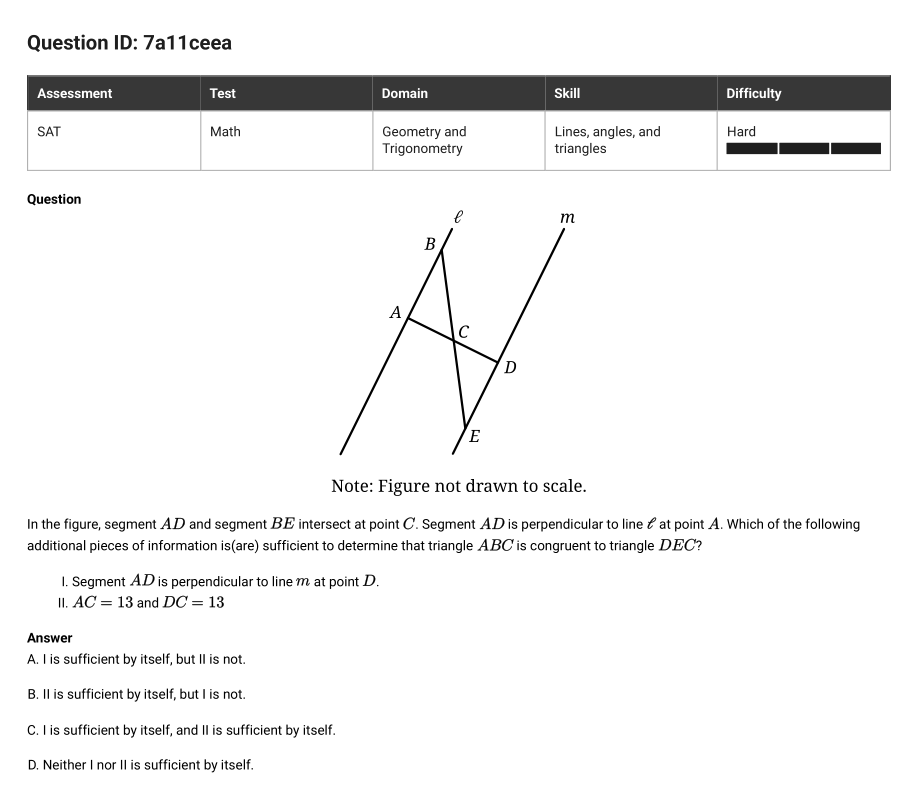 Question ID: 7a11ceea
Assessment Test Domain Skill Difficulty
SAT Math Geometry and Lines, angles, and Hard
Trigonometry triangles
Question
ℓ m
B
A
C
D
E
Note: Figure not drawn to scale.
In the figure, segment AD and segment BE intersect at point C. Segment AD is perpendicular to line ℓ at point A. Which of the following
additional pieces of information is(are) sufficient to determine that triangle ABC is congruent to triangle DEC?
I. Segment AD is perpendicular to line m at point D.
II. AC = 13 and DC = 13
Answer
A. I is sufficient by itself, but II is not.
B. II is sufficient by itself, but I is not.
C. I is sufficient by itself, and II is sufficient by itself.
D. Neither I nor II is sufficient by itself.